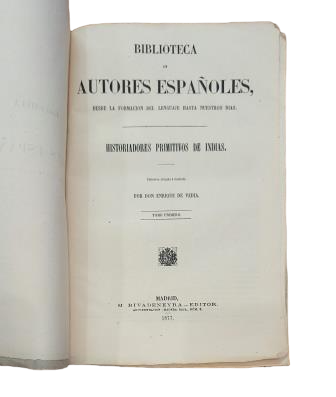 BIBLIOTECA
DE
AUTORES ESPAÑOLES,
DESDE LA FORMACION DEL LENGUAJE HASTA NUESTROS DIAS.
HISTORIADORES PRIMITIVOS DE INDIAS.
POR DON ENRIQUE DE VEDIA.
TOMO PRIMERO.
MADRID,
M. RIVADENEYRA—EDITOR.
1877.